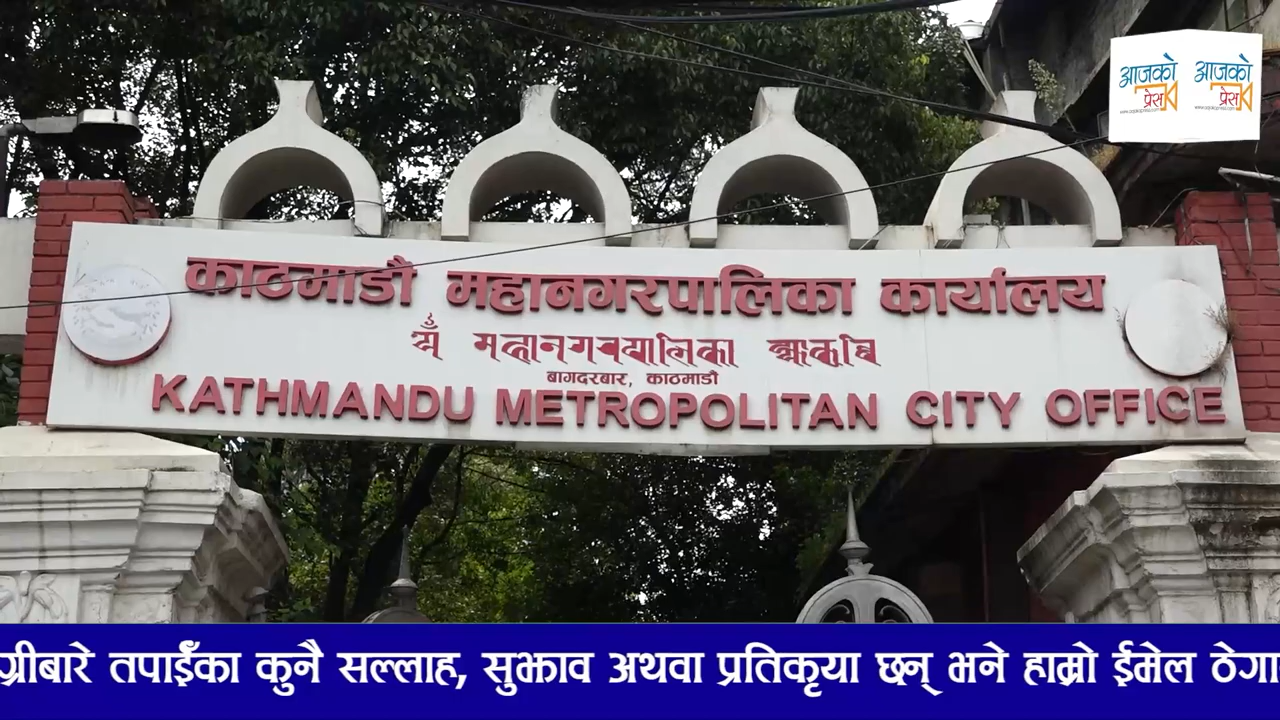 आजको
प्रेस
आजको
प्रेस
काठमाडौं महानगरपालिका कार्यालय
बागदरबार, काठमाडौं
KATHMANDU METROPOLITAN CITY OFFICE
ग्रीबारे तपाईँका कुनै सल्लाह, सुझाव अथवा प्रतिकृया छन् भने हाम्रो ईमेल ठेगा